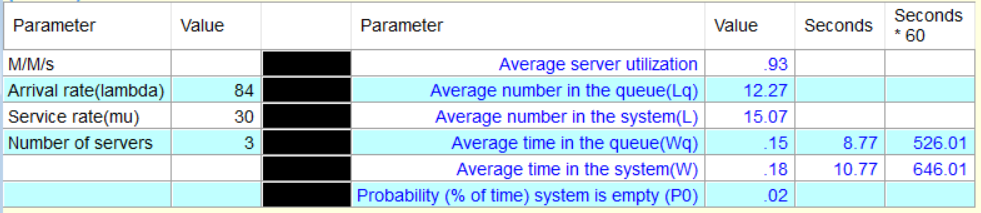 Parameter Value Parameter Value Seconds Seconds * 60
M/M/s Average server utilization .93
Arrival rate(lambda) 84 Average number in the queue(Lq) 12.27
Service rate(mu) 30 Average number in the system(L) 15.07
Number of servers 3 Average time in the queue(Wq) .15 8.77 526.01
Average time in the system(W) .18 10.77 646.01
Probability (% of time) system is empty (P0) .02